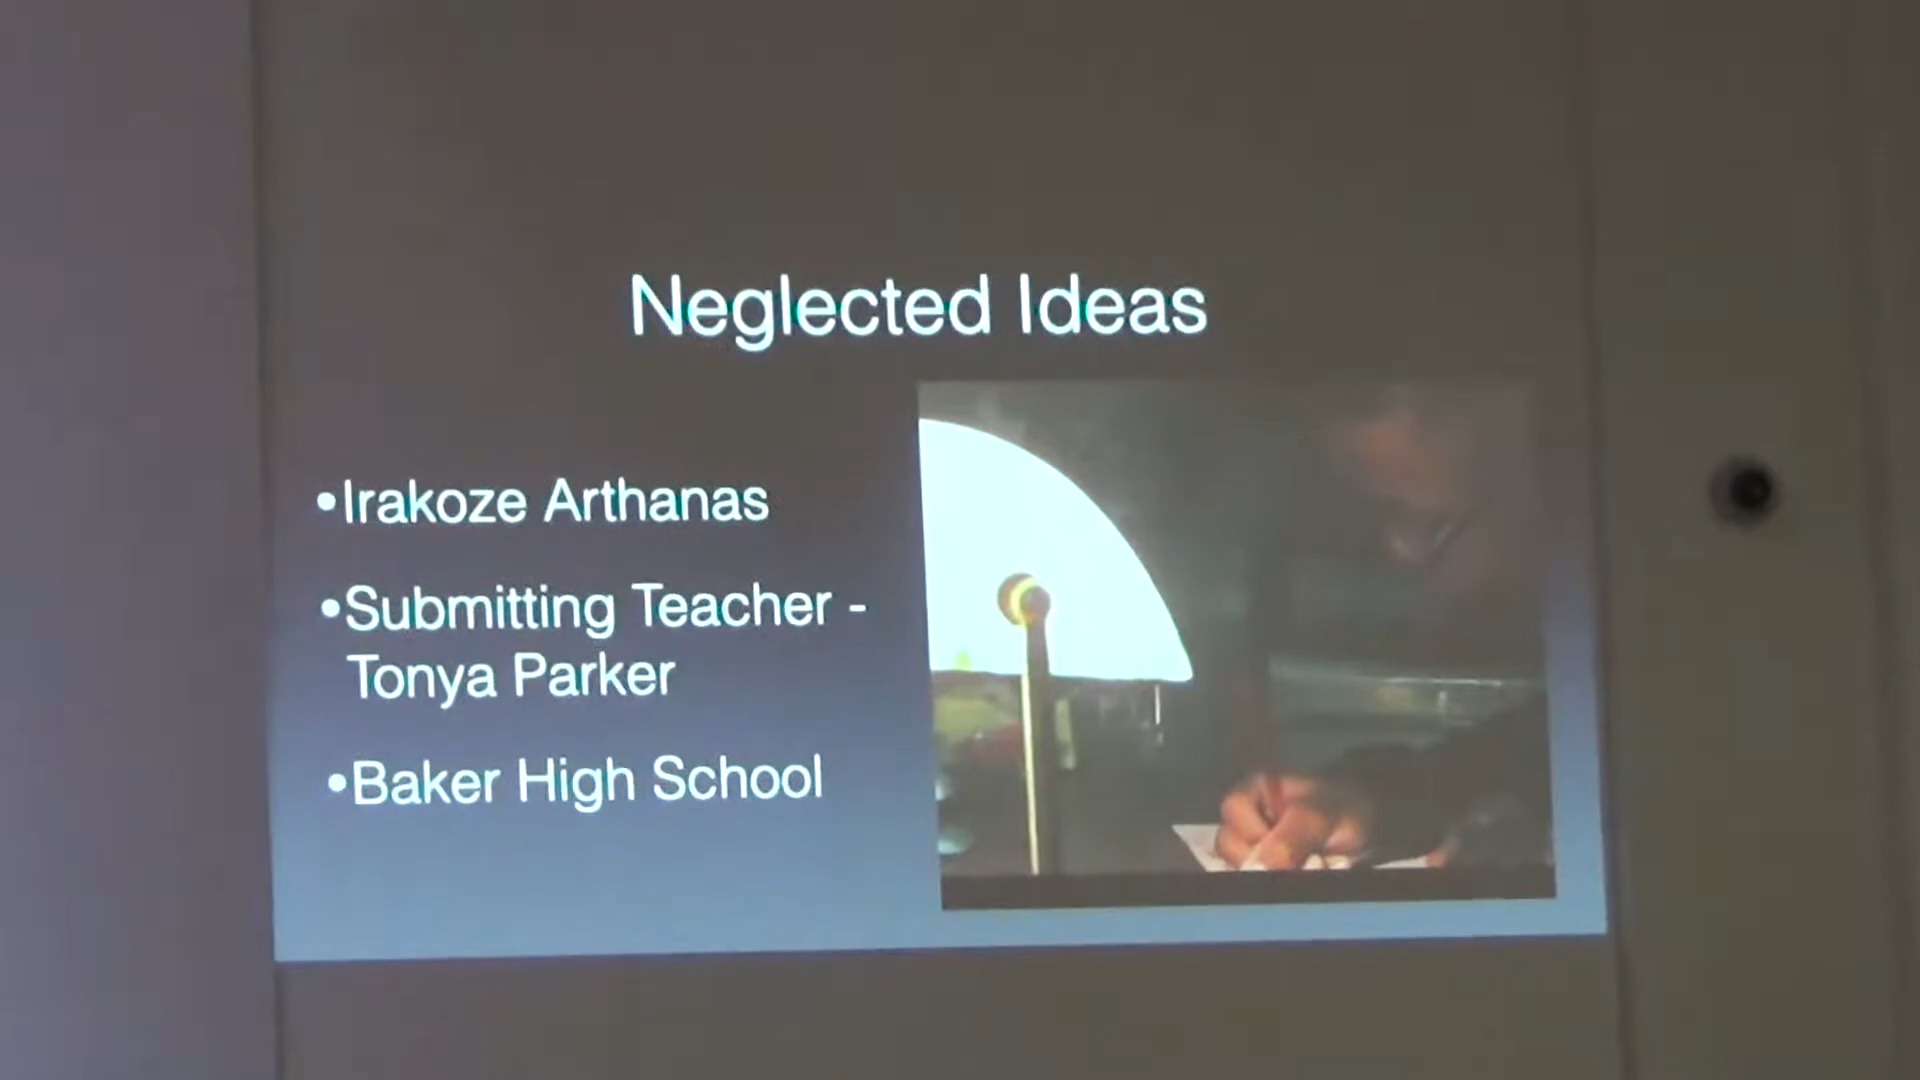 Neglected Ideas
•Irakoze Arthanas
•Submitting Teacher -
Tonya Parker
•Baker High School